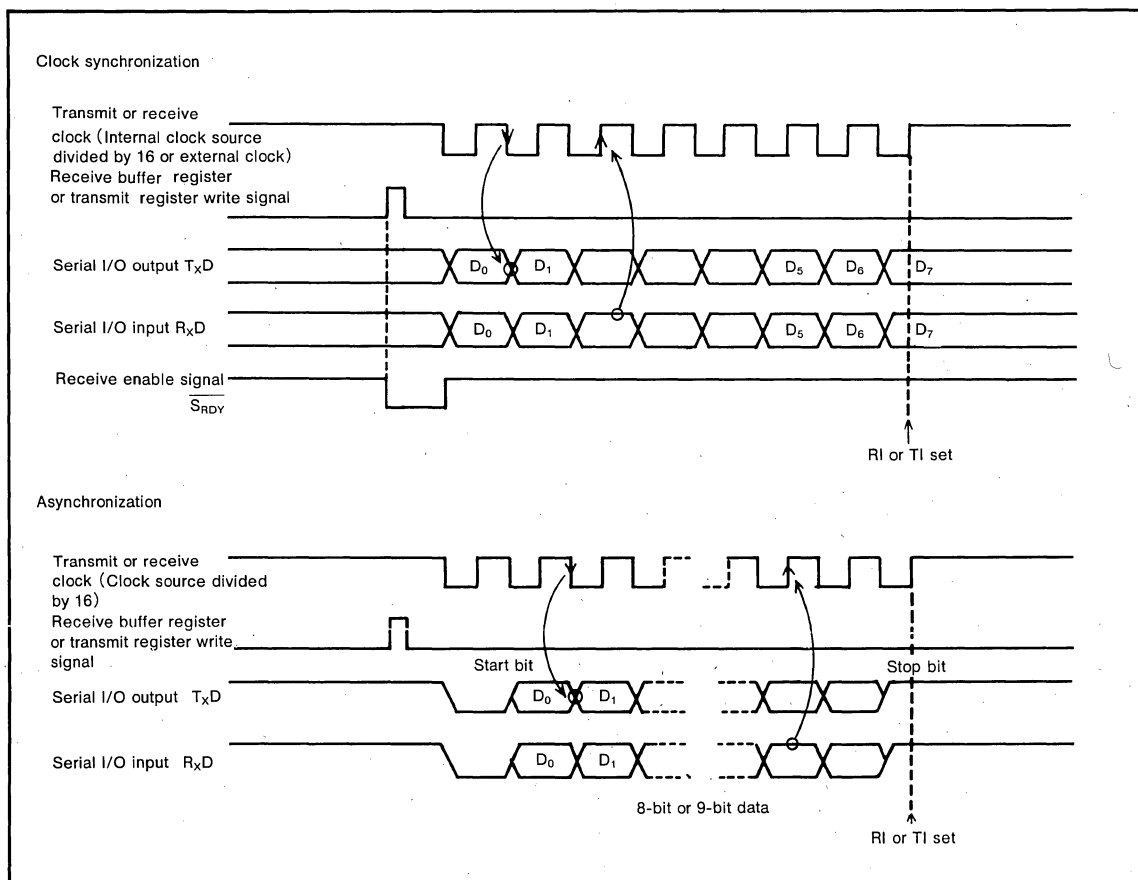 Clock synchronization
Transmit or receive
clock (Internal clock source
divided by 16 or external clock)
Receive buffer register
or transmit register write signal
Serial I/O output TxD
D0 D1 D5 D6 D7
Serial I/O input RxD
D0 D1 D5 D6 D7
Receive enable signal
SRDY
RI or TI set
Asynchronization
Transmit or receive
clock (Clock source divided
by 16)
Receive buffer register
or transmit register write
signal
Start bit
Stop bit
Serial I/O output TxD
D0 D1
Serial I/O input RxD
D0 D1
8-bit or 9-bit data
RI or TI set